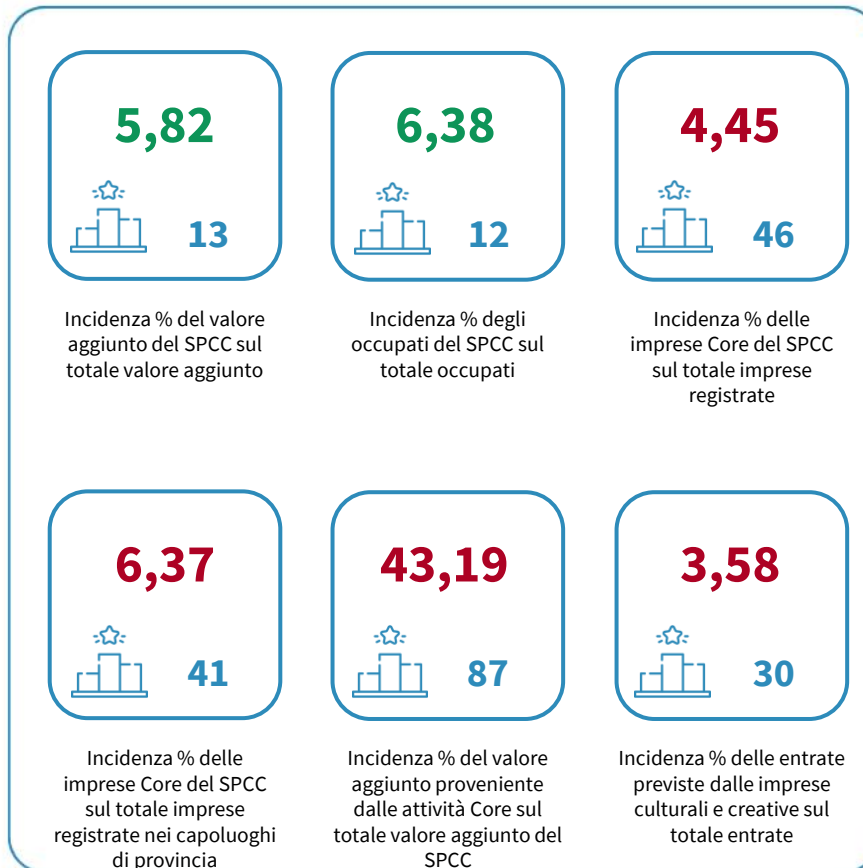 5,82
13
Incidenza % del valore
aggiunto del SPCC sul
totale valore aggiunto
6,38
12
Incidenza % degli
occupati del SPCC sul
totale occupati
4,45
46
Incidenza % delle
imprese Core del SPCC
sul totale imprese
registrate
6,37
41
Incidenza % delle
imprese Core del SPCC
sul totale imprese
registrate nei capoluoghi
di provincia
43,19
87
Incidenza % del valore
aggiunto proveniente
dalle attività Core sul
totale valore aggiunto del
SPCC
3,58
30
Incidenza % delle entrate
previste dalle imprese
culturali e creative sul
totale entrate